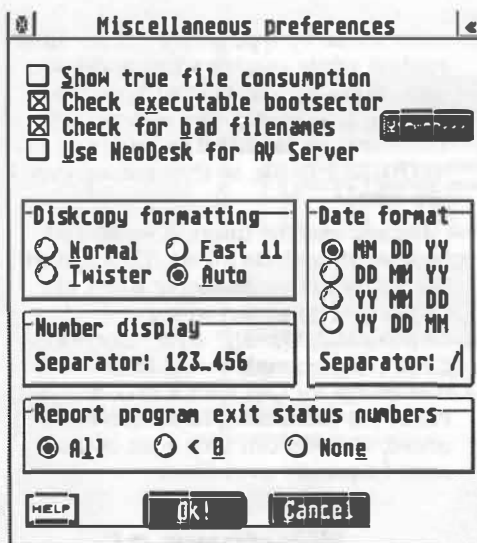 Miscellaneous preferences
Show true file consumption
Check executable bootsector
Check for bad filenames
Use NeoDesk for AV Server
Diskcopy formatting
Normal Fast 11
Twister Auto
Date format
MM DD YY
DD MM YY
YY MM DD
YY DD MM
Separator: /
Number display
Separator: 123_456
Report program exit status numbers
All < 0 None
HELP Ok! Cancel